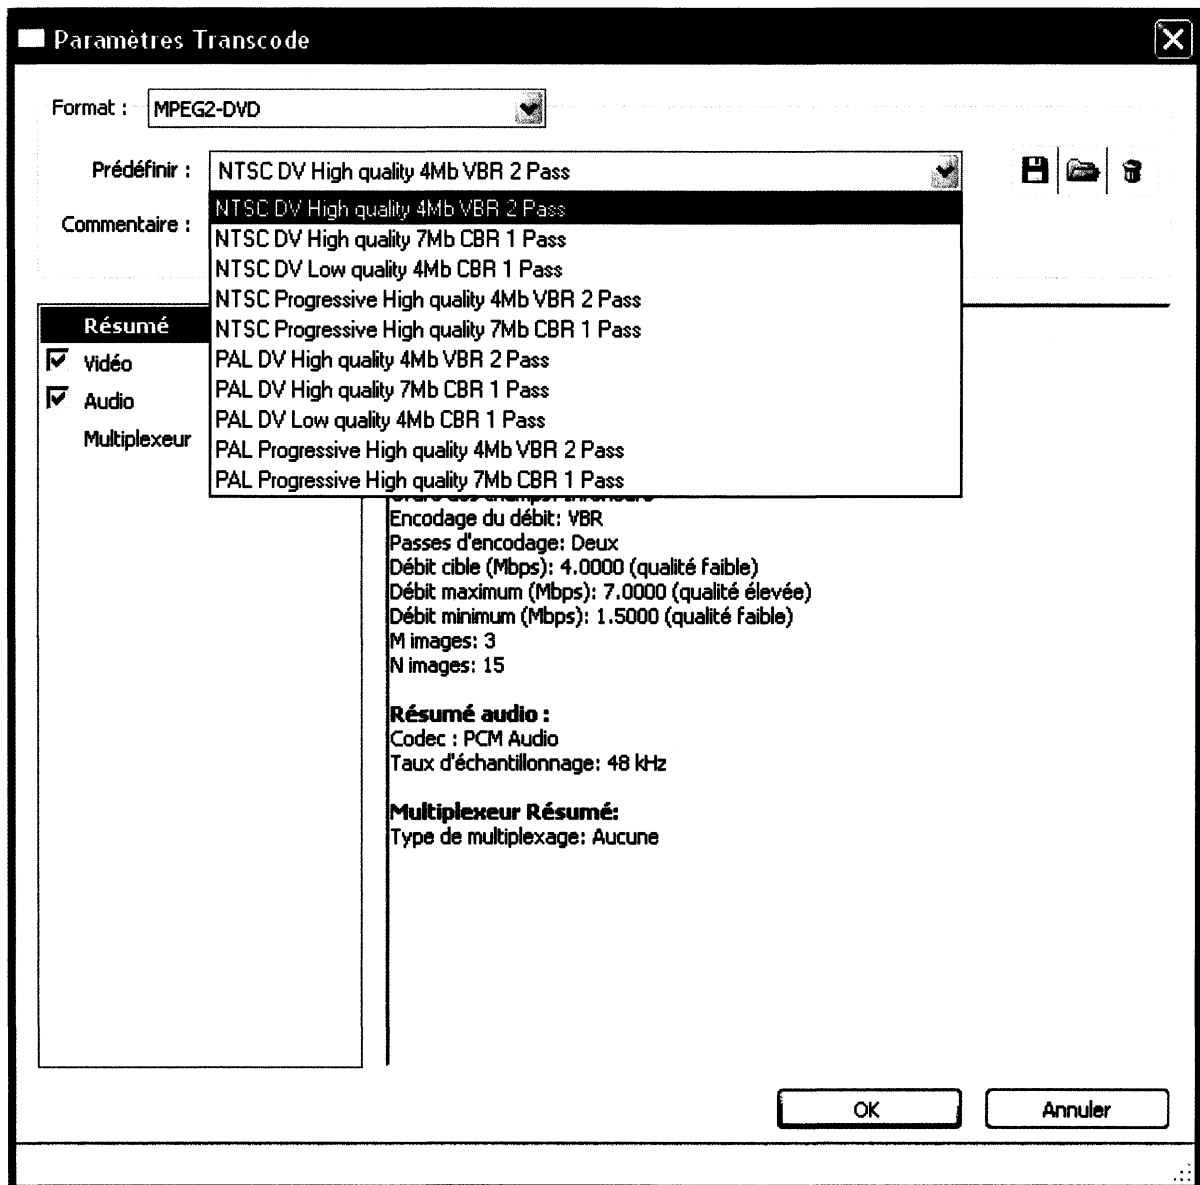 Paramètres Transcode
Format :
MPEG2-DVD
Prédéfinir :
NTSC DV High quality 4Mb VBR 2 Pass
Commentaire :
NTSC DV High quality 4Mb VBR 2 Pass
NTSC DV High quality 7Mb CBR 1 Pass
NTSC DV Low quality 4Mb CBR 1 Pass
NTSC Progressive High quality 4Mb VBR 2 Pass
NTSC Progressive High quality 7Mb CBR 1 Pass
PAL DV High quality 4Mb VBR 2 Pass
PAL DV High quality 7Mb CBR 1 Pass
PAL DV Low quality 4Mb CBR 1 Pass
PAL Progressive High quality 4Mb VBR 2 Pass
PAL Progressive High quality 7Mb CBR 1 Pass
Résumé
Vidéo
Audio
Multiplexeur
Encodage du débit: VBR
Passes d'encodage: Deux
Débit cible (Mbps): 4.0000 (qualité faible)
Débit maximum (Mbps): 7.0000 (qualité élevée)
Débit minimum (Mbps): 1.5000 (qualité faible)
M images: 3
N images: 15
Résumé audio :
Codec : PCM Audio
Taux d'échantillonnage: 48 kHz
Multiplexeur Résumé:
Type de multiplexage: Aucune
OK
Annuler